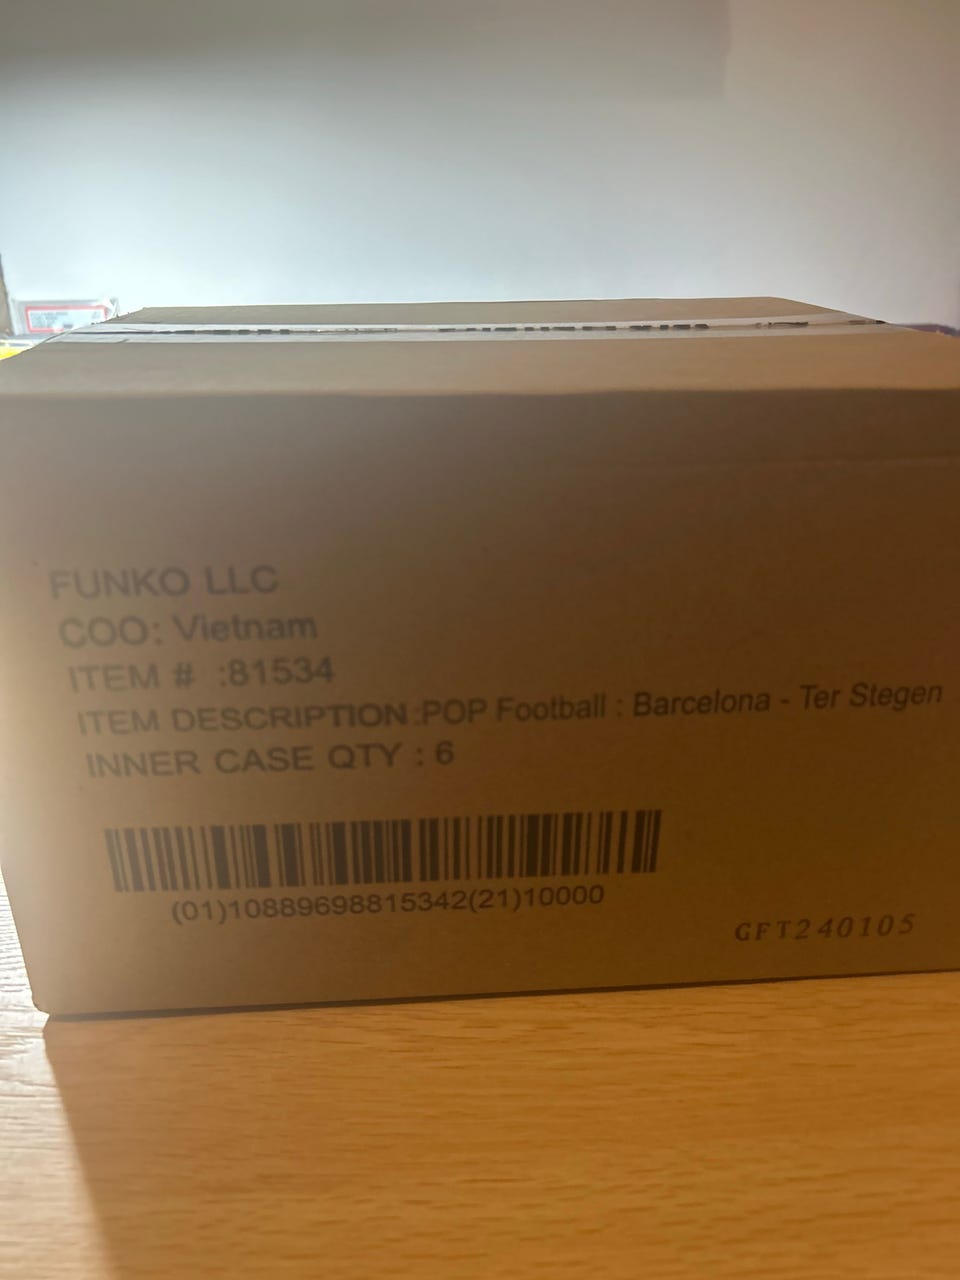 FUNKO LLC
COO: Vietnam
ITEM # :81534
ITEM DESCRIPTION :POP Football : Barcelona - Ter Stegen
INNER CASE QTY : 6
(01)10889698815342(21)10000
GFT240105